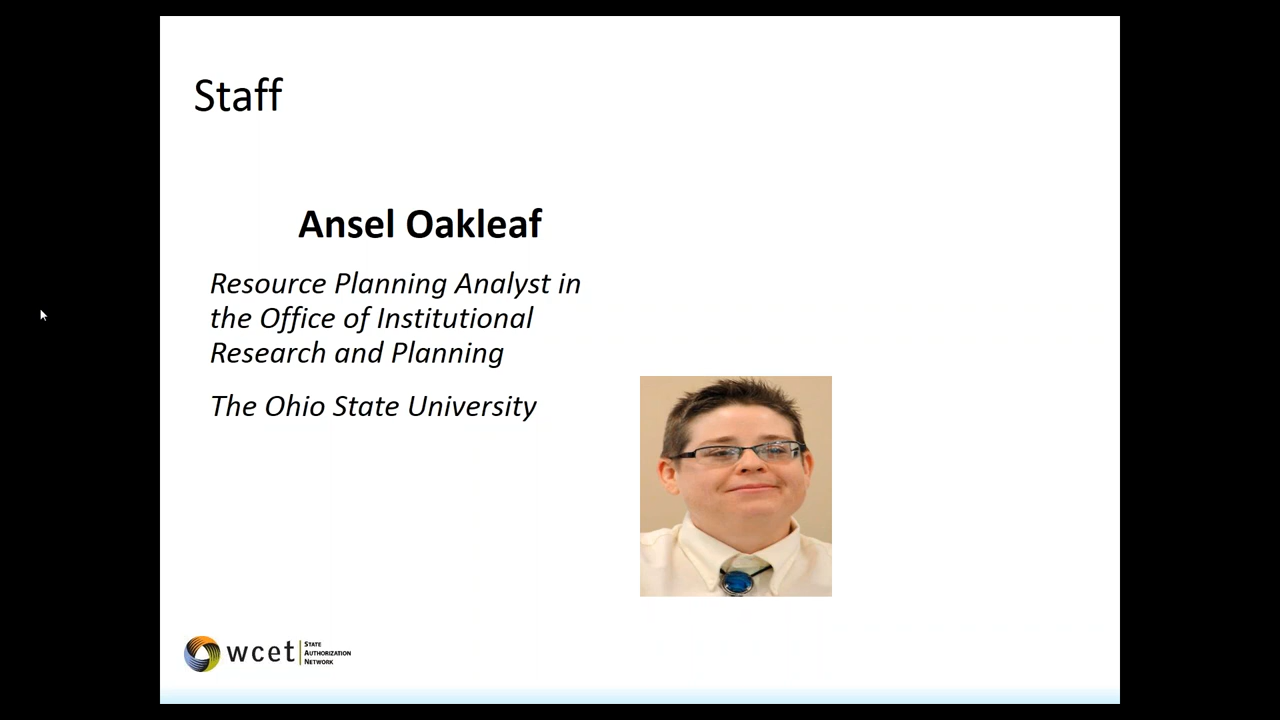 Staff
Ansel Oakleaf
Resource Planning Analyst in
the Office of Institutional
Research and Planning
The Ohio State University
wcet
STATE
AUTHORIZATION
NETWORK